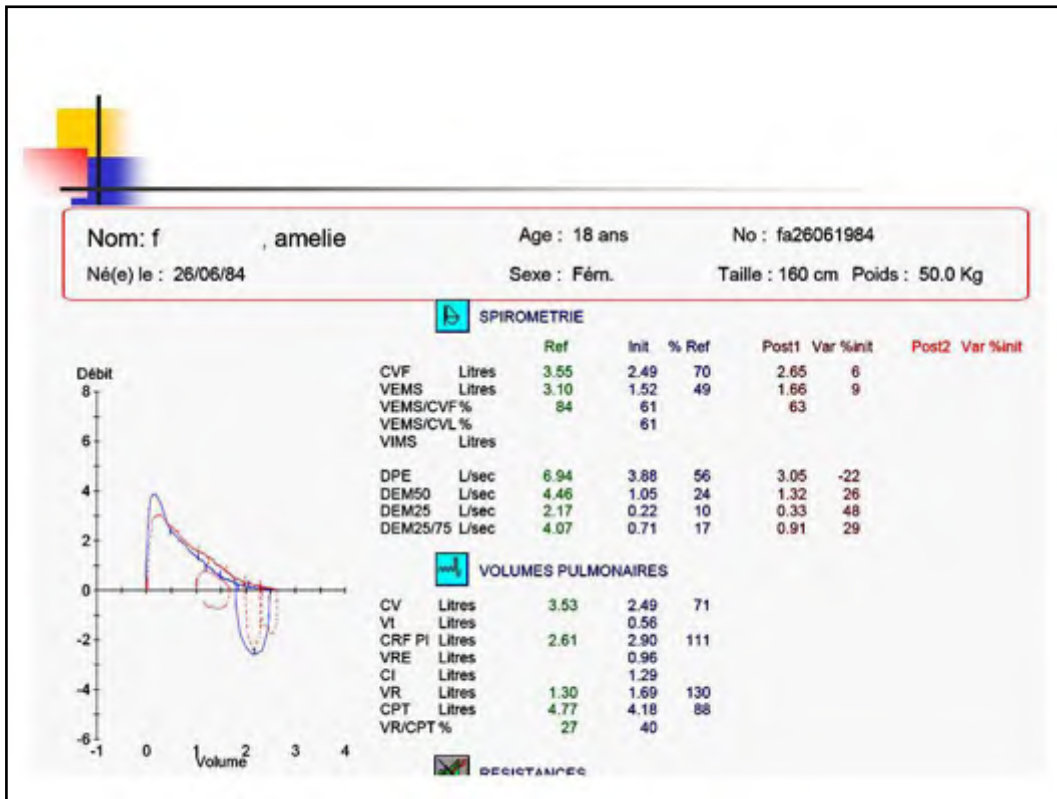 Nom: f , amelie Age : 18 ans No : fa26061984
Né(e) le : 26/06/84 Sexe : Fém. Taille : 160 cm Poids : 50.0 Kg
SPIROMETRIE
Ref Init % Ref Post1 Var %init Post2 Var %init
CVF Litres 3.55 2.49 70 2.65 6
VEMS Litres 3.10 1.52 49 1.66 9
VEMS/CVF % 84 61 63
VEMS/CVL % 61
VIMS Litres
DPE L/sec 6.94 3.88 56 3.05 -22
DEM50 L/sec 4.46 1.05 24 1.32 26
DEM25 L/sec 2.17 0.22 10 0.33 48
DEM25/75 L/sec 4.07 0.71 17 0.91 29
VOLUMES PULMONAIRES
CV Litres 3.53 2.49 71
Vt Litres 0.56
CRF PI Litres 2.61 2.90 111
VRE Litres 0.96
CI Litres 1.29
VR Litres 1.30 1.69 130
CPT Litres 4.77 4.18 88
VR/CPT % 27 40
RESISTANCES
Débit
8
6
4
2
0
-2
-4
-6
-1 0 1 2 3 4
Volume